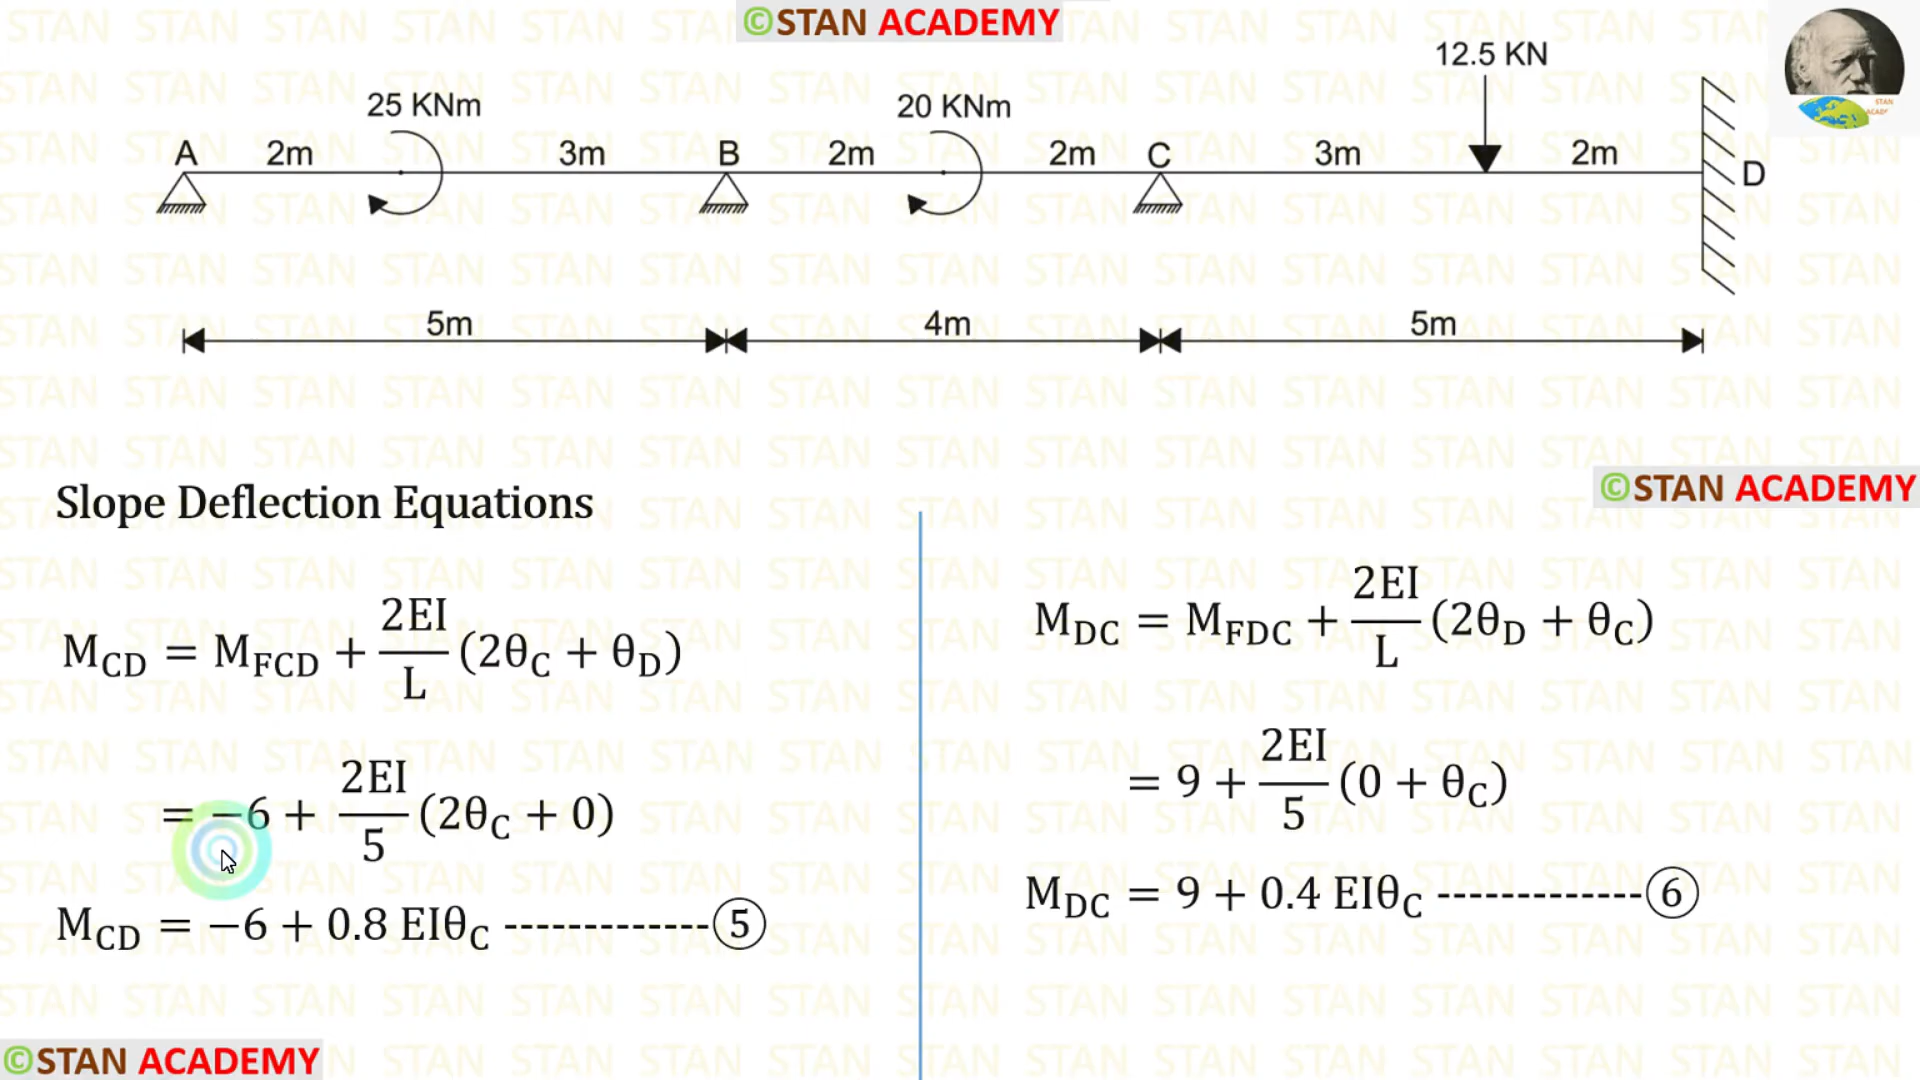 ©STAN ACADEMY
12.5 KN
25 KNm
20 KNm
A 2m 3m B 2m 2m C 3m 2m D
STAN ACADEMY
5m 4m 5m
©STAN ACADEMY
Slope Deflection Equations
M_CD = M_FCD + 2EI/L (2θ_C + θ_D)
= −6 + 2EI/5 (2θ_C + 0)
M_CD = −6 + 0.8 EIθ_C -------------⑤
M_DC = M_FDC + 2EI/L (2θ_D + θ_C)
= 9 + 2EI/5 (0 + θ_C)
M_DC = 9 + 0.4 EIθ_C -------------⑥
©STAN ACADEMY